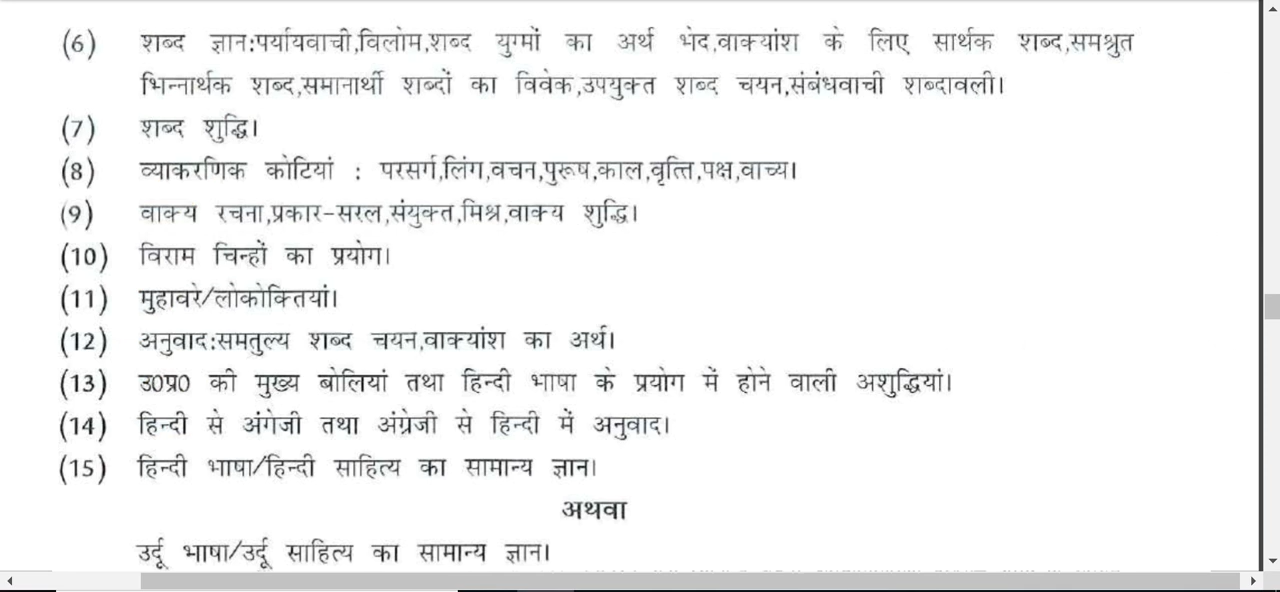 (6) शब्द ज्ञान:पर्यायवाची,विलोम,शब्द युग्मों का अर्थ भेद,वाक्यांश के लिए सार्थक शब्द,समश्रुत
भिन्नार्थक शब्द,समानार्थी शब्दों का विवेक,उपयुक्त शब्द चयन,संबंधवाची शब्दावली।
(7) शब्द शुद्धि।
(8) व्याकरणिक कोटियां : परसर्ग,लिंग,वचन,पुरूष,काल,वृत्ति,पक्ष,वाच्य।
(9) वाक्य रचना,प्रकार-सरल,संयुक्त,मिश्र,वाक्य शुद्धि।
(10) विराम चिन्हों का प्रयोग।
(11) मुहावरे/लोकोक्तियां।
(12) अनुवाद:समतुल्य शब्द चयन,वाक्यांश का अर्थ।
(13) उ0प्र0 की मुख्य बोलियां तथा हिन्दी भाषा के प्रयोग में होने वाली अशुद्धियां।
(14) हिन्दी से अंगेजी तथा अंग्रेजी से हिन्दी में अनुवाद।
(15) हिन्दी भाषा/हिन्दी साहित्य का सामान्य ज्ञान।
अथवा
उर्दू भाषा/उर्दू साहित्य का सामान्य ज्ञान।